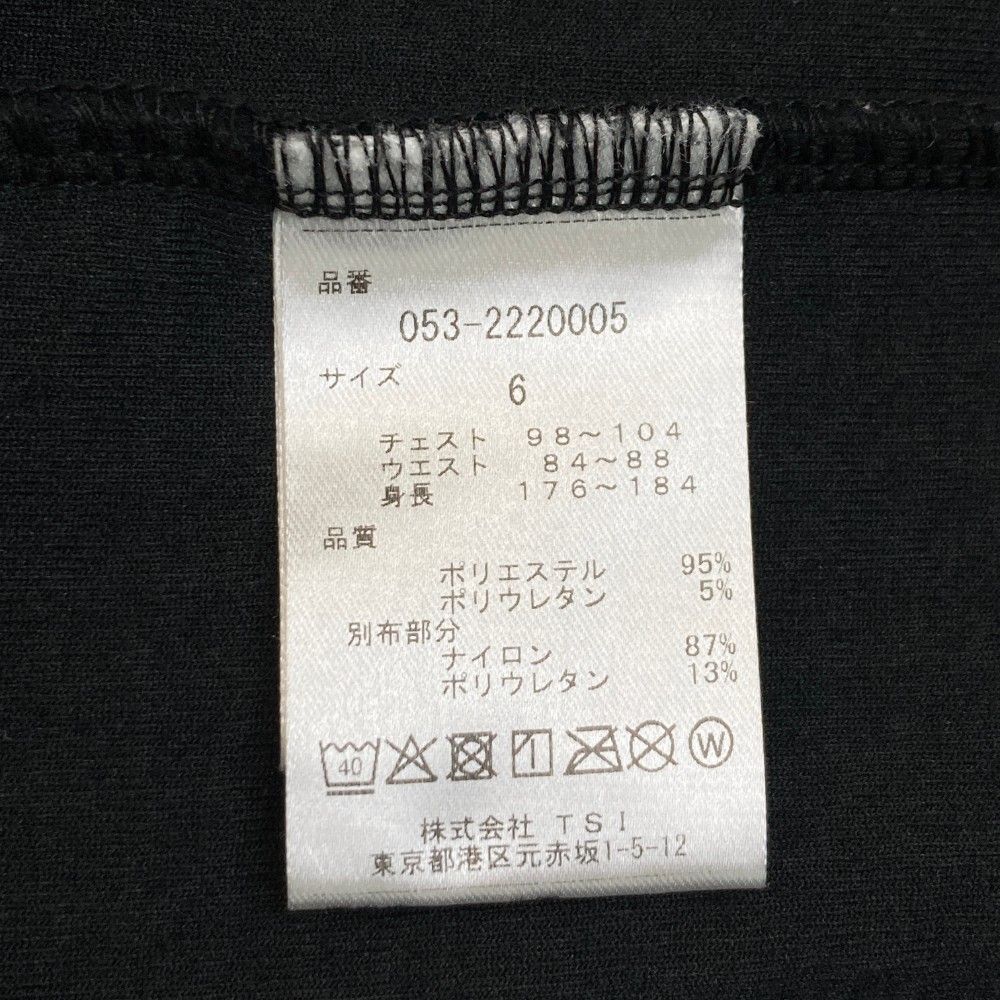 品番
053-2220005
サイズ
6
チェスト 98～104
ウエスト 84～88
身長 176～184
品質
ポリエステル 95%
ポリウレタン 5%
別布部分
ナイロン 87%
ポリウレタン 13%
40 W
株式会社 TSI
東京都港区元赤坂1-5-12